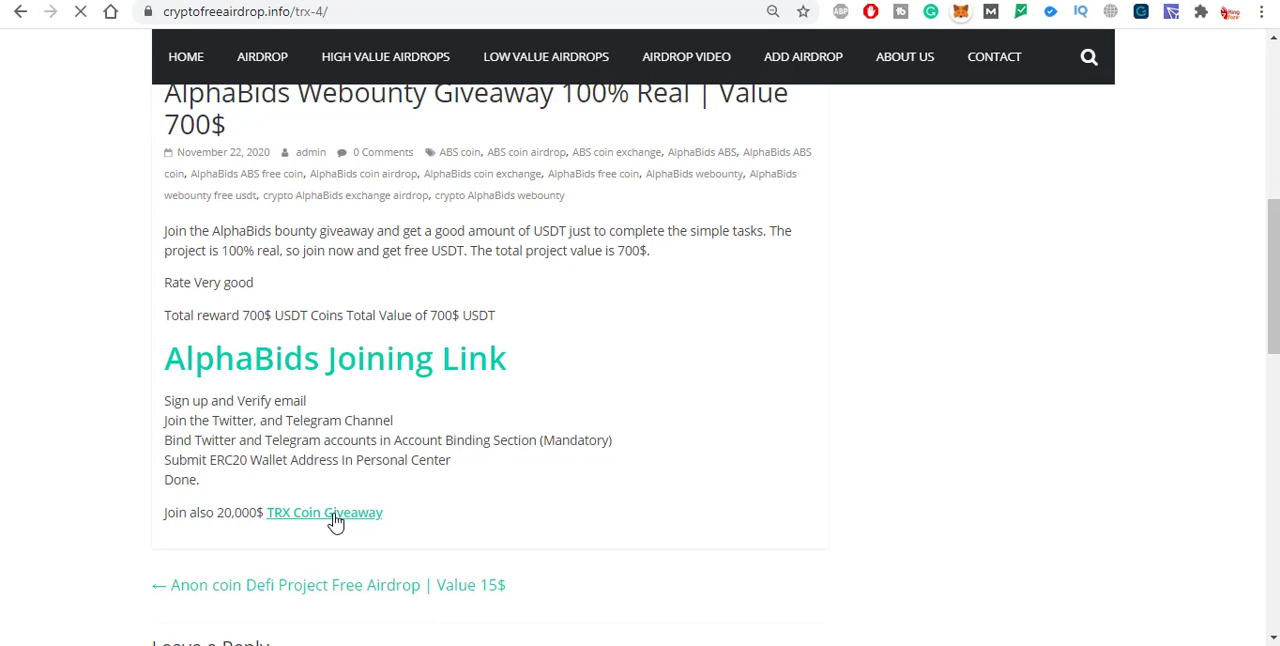 cryptofreeairdrop.info/trx-4/
HOME AIRDROP HIGH VALUE AIRDROPS LOW VALUE AIRDROPS AIRDROP VIDEO ADD AIRDROP ABOUT US CONTACT
AlphaBids Webounty Giveaway 100% Real | Value
700$
November 22, 2020 admin 0 Comments ABS coin, ABS coin airdrop, ABS coin exchange, AlphaBids ABS, AlphaBids ABS
coin, AlphaBids ABS free coin, AlphaBids coin airdrop, AlphaBids coin exchange, AlphaBids free coin, AlphaBids webounty, AlphaBids
webounty free usdt, crypto AlphaBids exchange airdrop, crypto AlphaBids webounty
Join the AlphaBids bounty giveaway and get a good amount of USDT just to complete the simple tasks. The
project is 100% real, so join now and get free USDT. The total project value is 700$.
Rate Very good
Total reward 700$ USDT Coins Total Value of 700$ USDT
AlphaBids Joining Link
Sign up and Verify email
Join the Twitter, and Telegram Channel
Bind Twitter and Telegram accounts in Account Binding Section (Mandatory)
Submit ERC20 Wallet Address In Personal Center
Done.
Join also 20,000$ TRX Coin Giveaway
← Anon coin Defi Project Free Airdrop | Value 15$
Leave a Reply